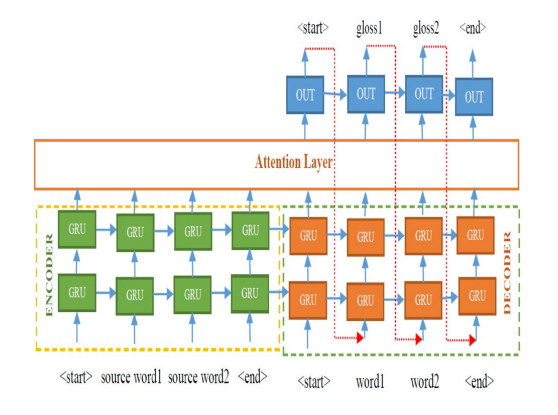 <start> gloss1 gloss2 <end>
OUT OUT OUT OUT
Attention Layer
ENCODER
GRU GRU GRU GRU GRU GRU GRU GRU
GRU GRU GRU GRU GRU GRU GRU GRU
DECODER
<start> source word1 source word2 <end> <start> word1 word2 <end>